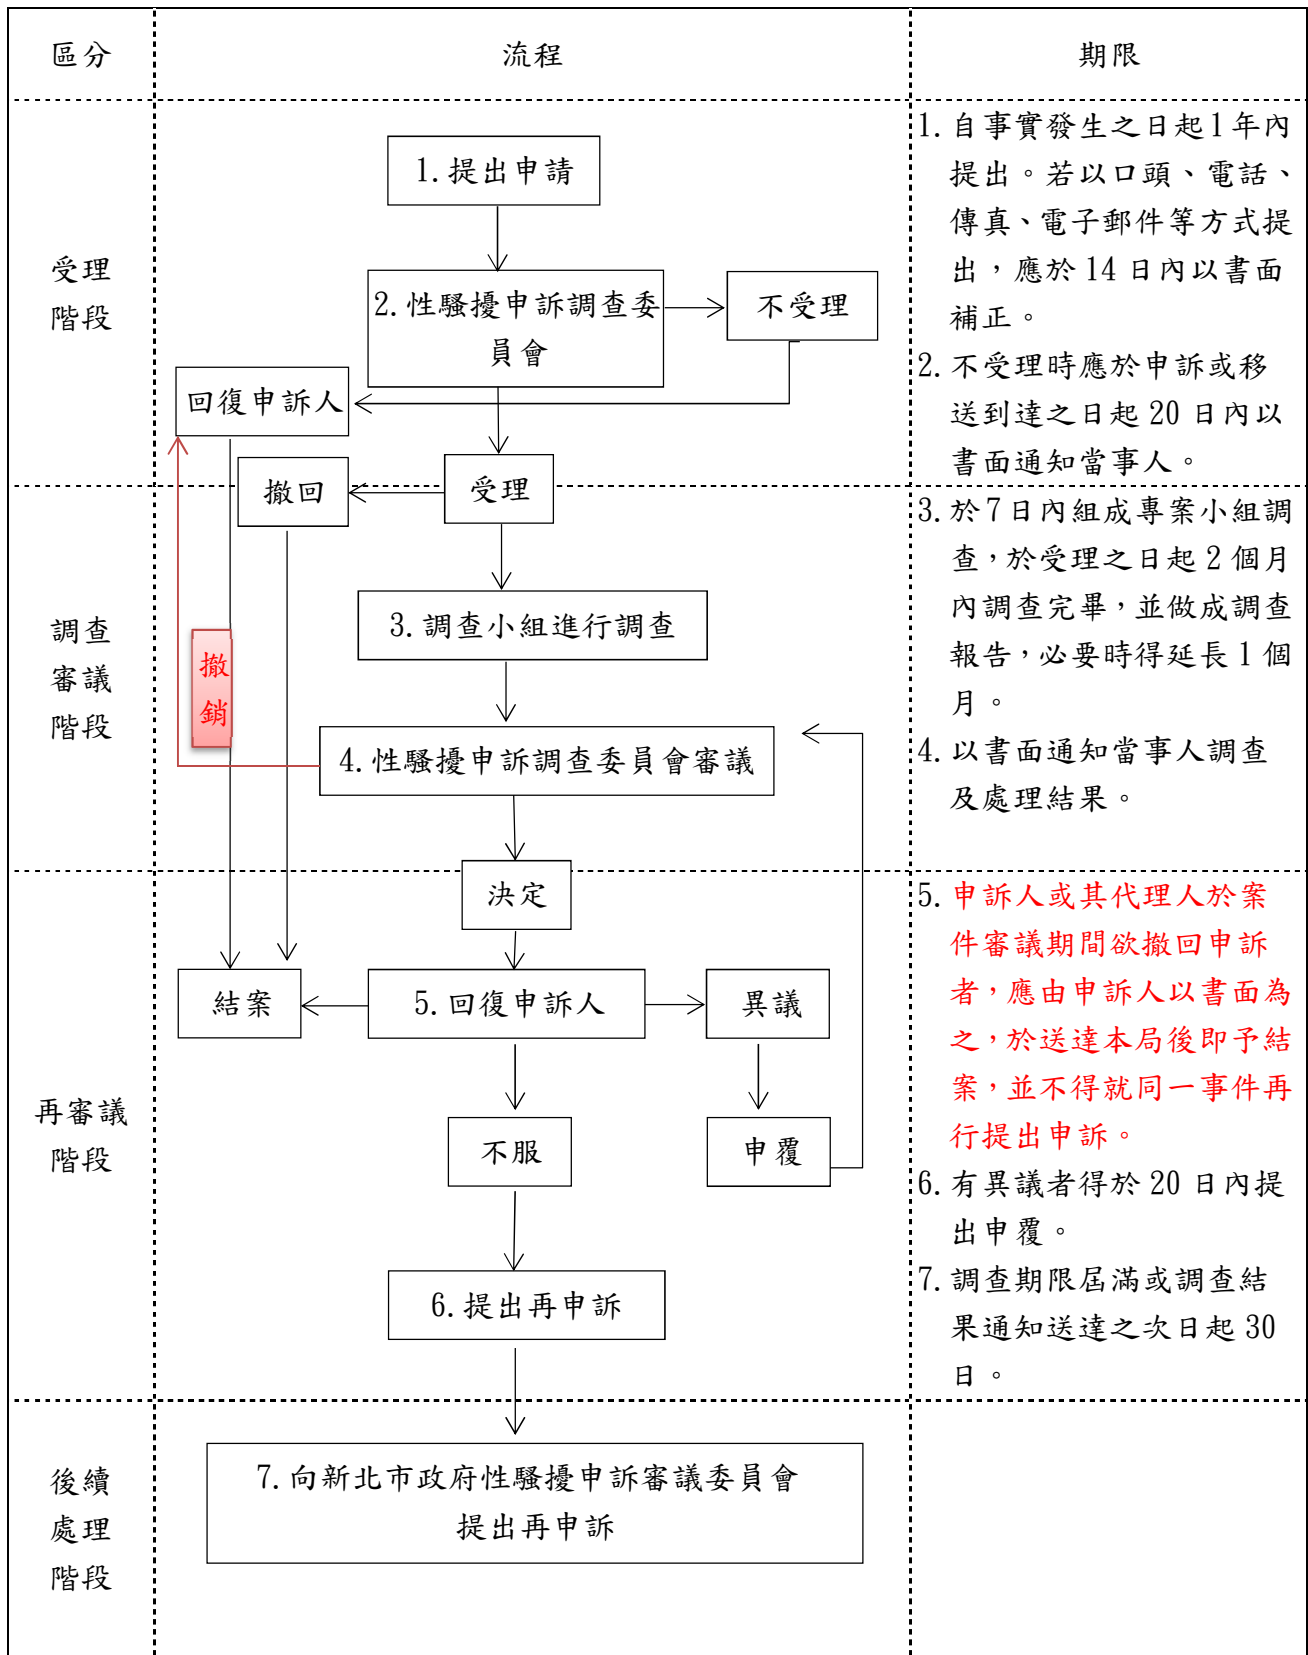 區分
流程
期限
受理
階段
1.提出申請
2.性騷擾申訴調查委
員會
不受理
回復申訴人
撤回
受理
1.自事實發生之日起1年內
提出。若以口頭、電話、
傳真、電子郵件等方式提
出，應於14日內以書面
補正。
2.不受理時應於申訴或移
送到達之日起20日內以
書面通知當事人。
調查
審議
階段
3.調查小組進行調查
撤
銷
4.性騷擾申訴調查委員會審議
3.於7日內組成專案小組調
查，於受理之日起2個月
內調查完畢，並做成調查
報告，必要時得延長1個
月。
4.以書面通知當事人調查
及處理結果。
再審議
階段
決定
結案
5.回復申訴人
異議
不服
申覆
6.提出再申訴
5.申訴人或其代理人於案
件審議期間欲撤回申訴
者，應由申訴人以書面為
之，於送達本局後即予結
案，並不得就同一事件再
行提出申訴。
6.有異議者得於20日內提
出申覆。
7.調查期限屆滿或調查結
果通知送達之次日起30
日。
後續
處理
階段
7.向新北市政府性騷擾申訴審議委員會
提出再申訴